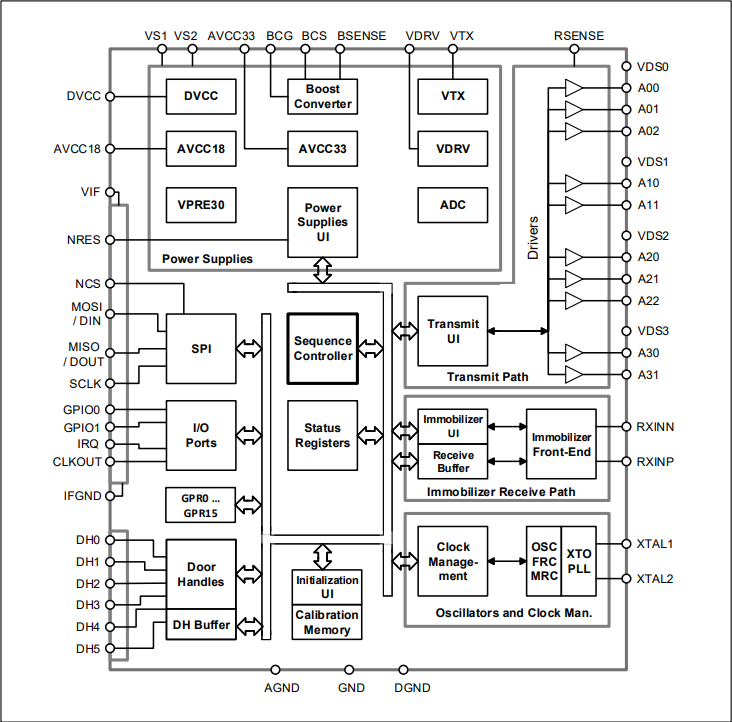 VS1 VS2 AVCC33 BCG BCS BSENSE VDRV VTX RSENSE
VDS0
DVCC
DVCC
Boost
Converter
VTX
A00
A01
A02
AVCC18
AVCC18
AVCC33
VDRV
VDS1
VIF
VPRE30
Power
Supplies
UI
ADC
A10
A11
NRES
Power Supplies
Drivers
VDS2
A20
A21
A22
NCS
MOSI
/ DIN
MISO
/ DOUT
SCLK
SPI
Sequence
Controller
Transmit
UI
Transmit Path
VDS3
A30
A31
GPIO0
GPIO1
IRQ
CLKOUT
I/O
Ports
Status
Registers
Immobilizer
UI
Receive
Buffer
Immobilizer
Front-End
Immobilizer Receive Path
RXINN
RXINP
IFGND
GPR0 ...
GPR15
DH0
DH1
DH2
DH3
DH4
DH5
Door
Handles
DH Buffer
Initialization
UI
Calibration
Memory
Clock
Manage-
ment
OSC
FRC
MRC
XTO
PLL
Oscillators and Clock Man.
XTAL1
XTAL2
AGND GND DGND